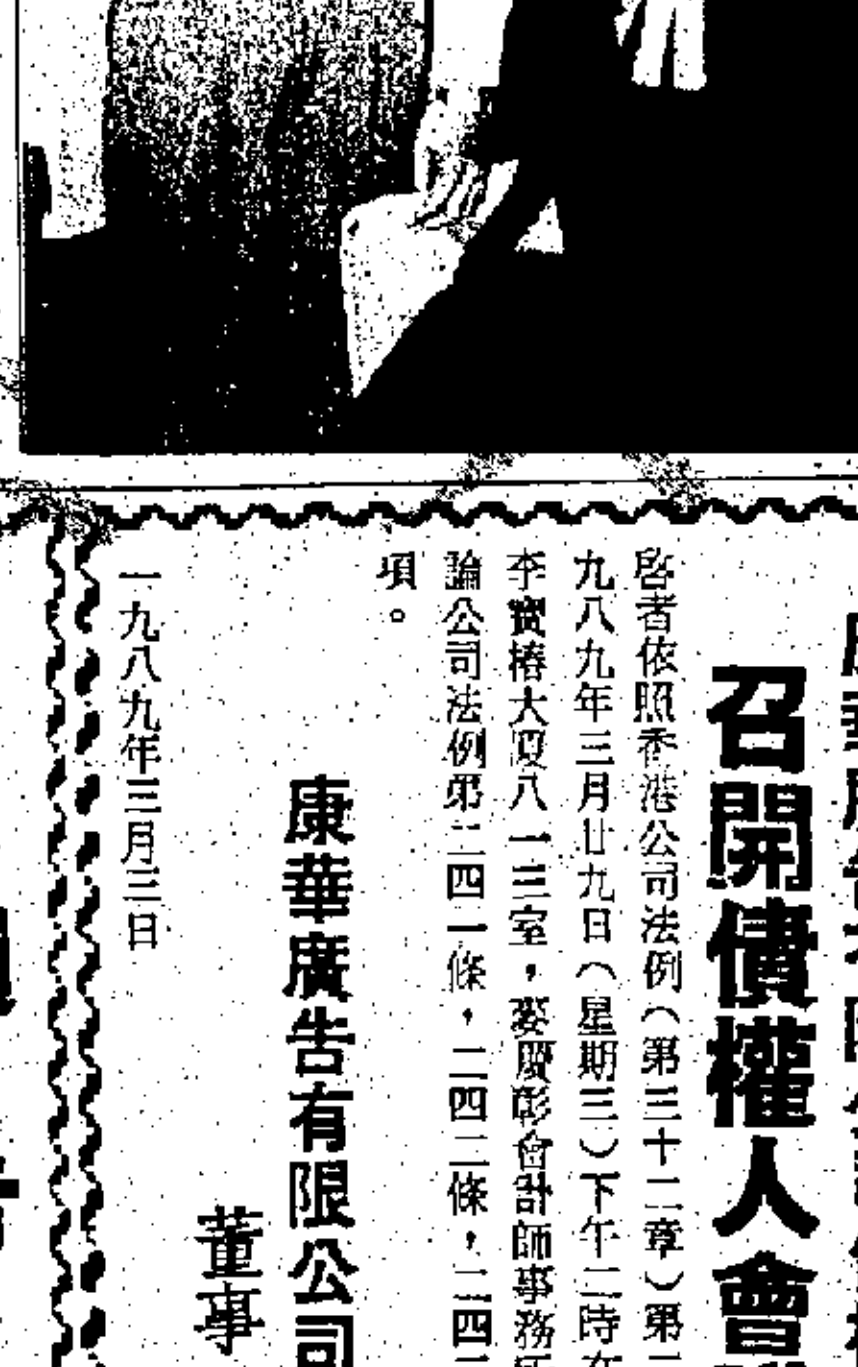 召開債權人會
啓者依照香港公司法例（第三十二章）第
九八九年三月廿九日（星期三）下午二時在
李寶椿大廈八一三室，麥慶彰會計師事務所
論公司法例第二四一條，二四二條，二四
項。
康華廣告有限公司
董事
一九八九年三月三日